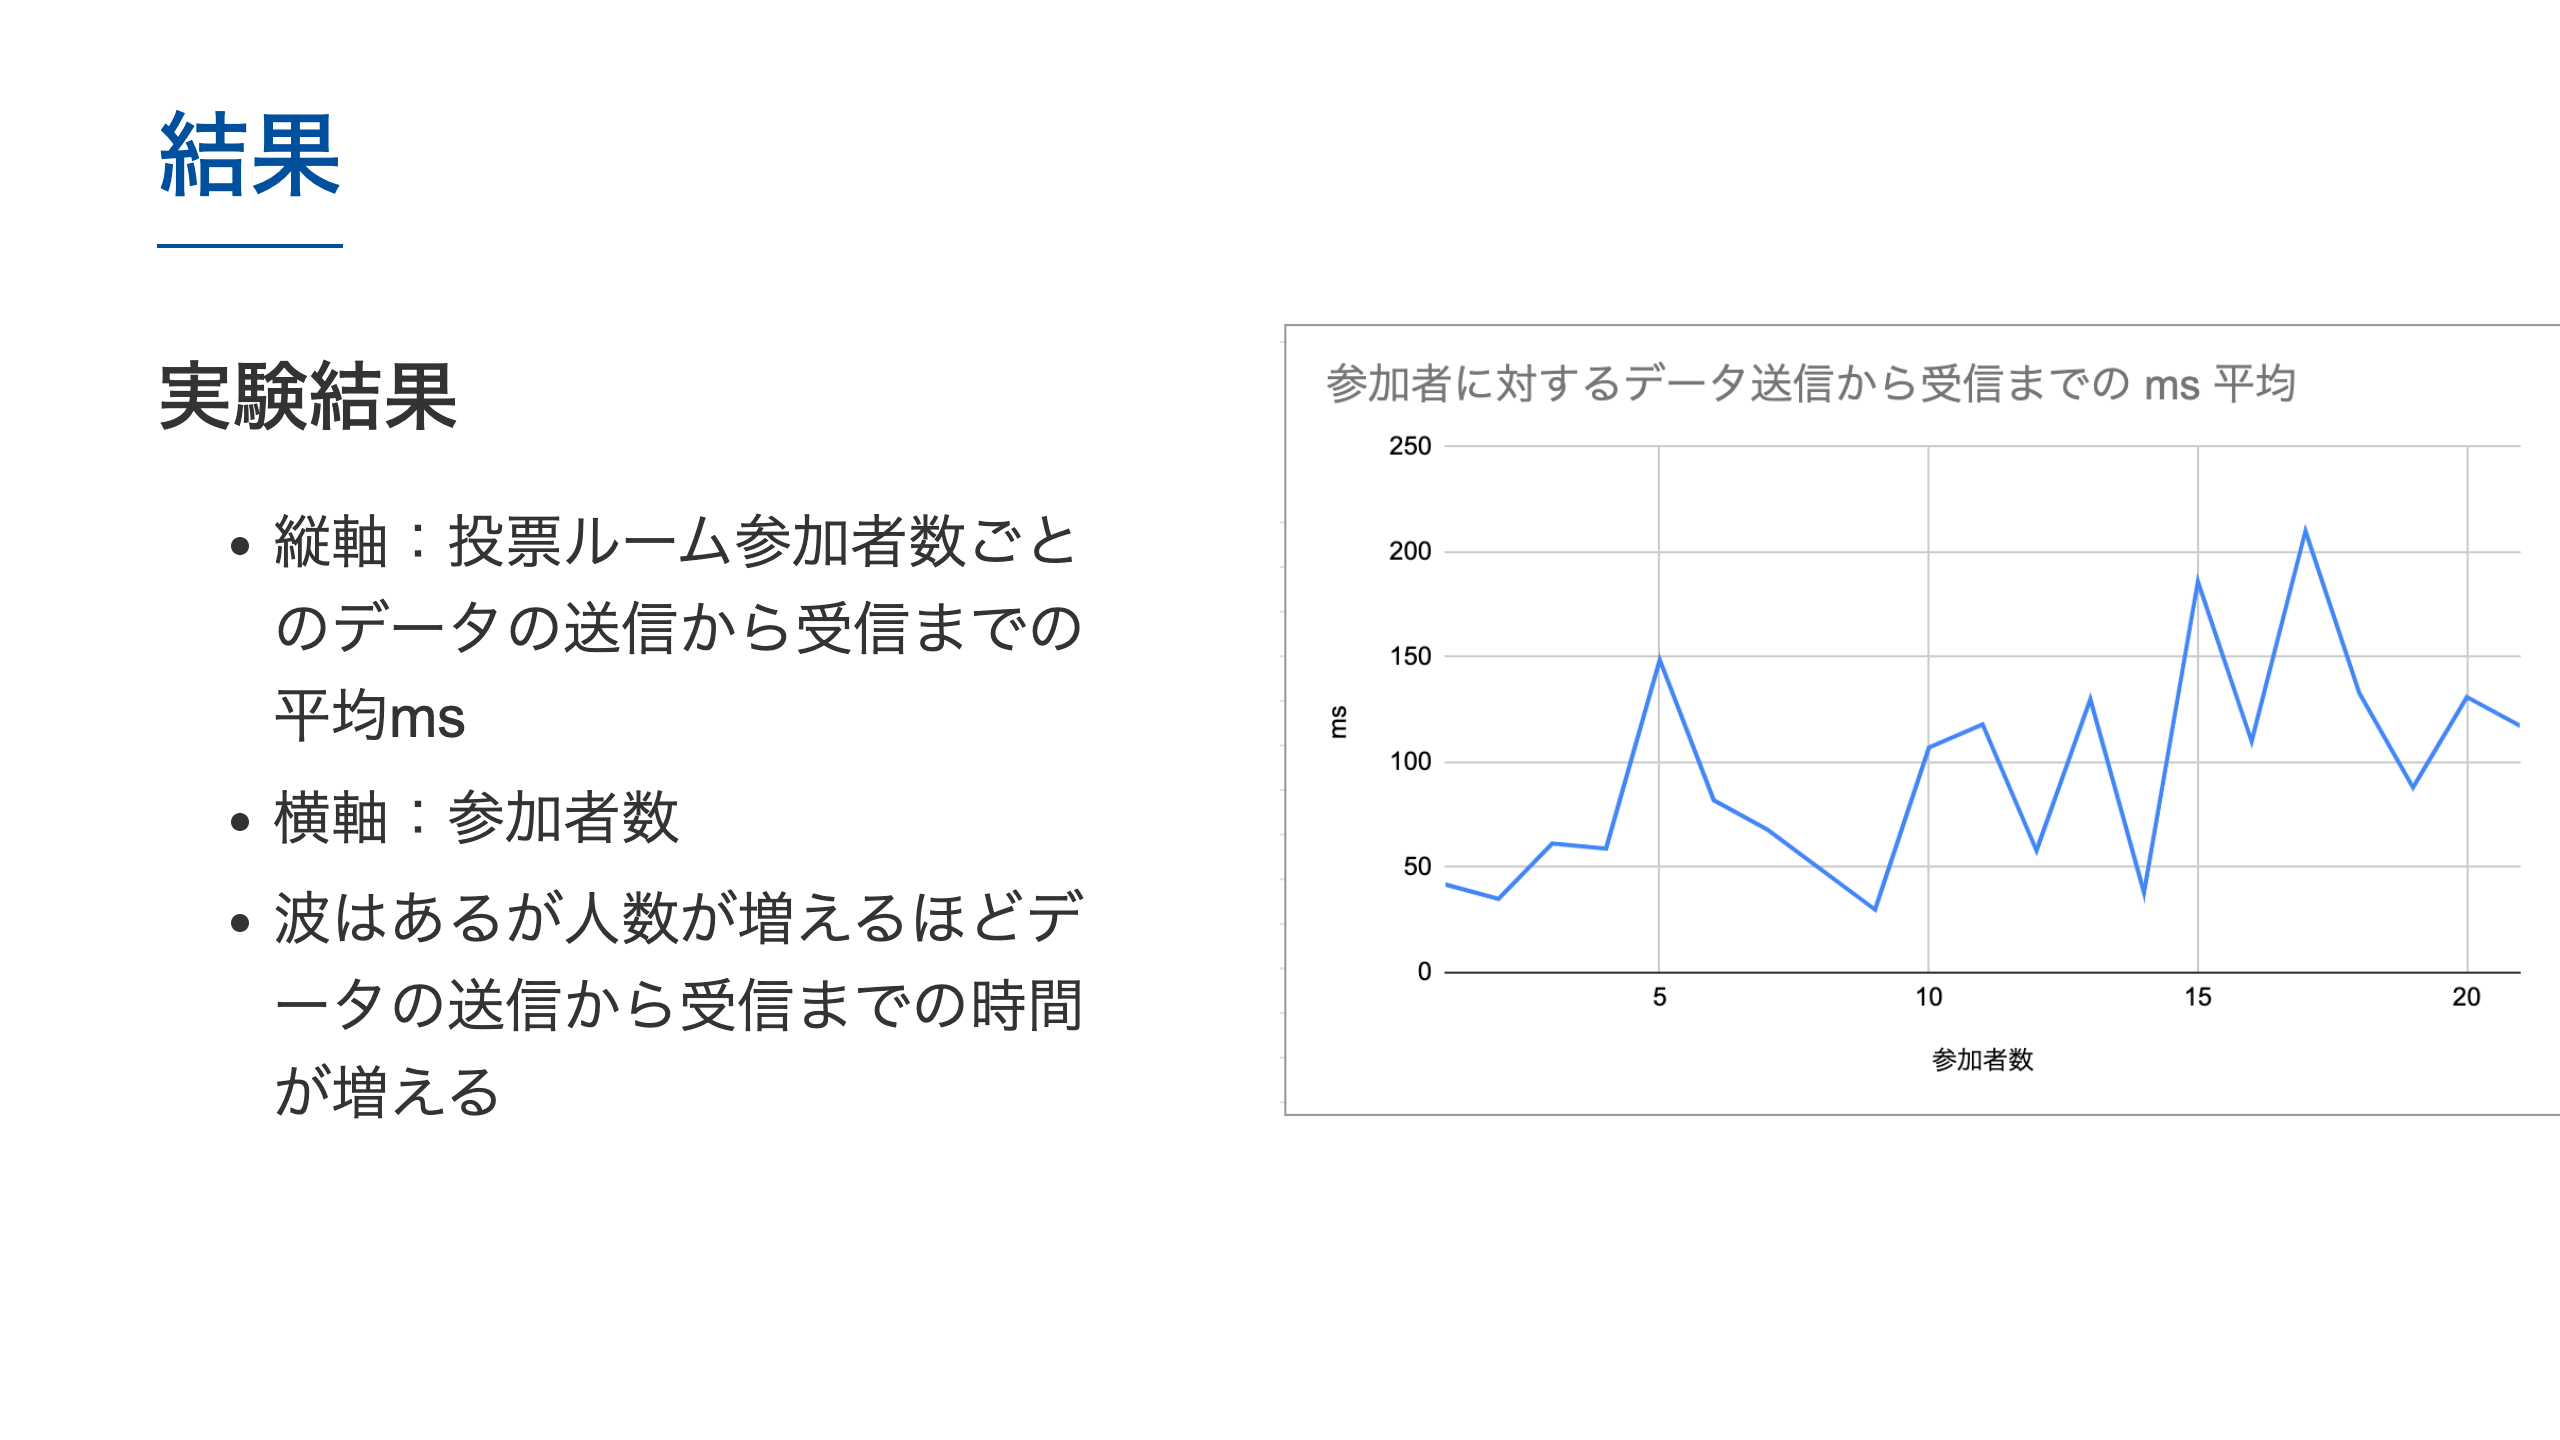 結果
実験結果
• 縦軸：投票ルーム参加者数ごと
のデータの送信から受信までの
平均ms
• 横軸：参加者数
• 波はあるが人数が増えるほどデ
ータの送信から受信までの時間
が増える
参加者に対するデータ送信から受信までの ms 平均
250
200
150
100
50
0
ms
5 10 15 20
参加者数